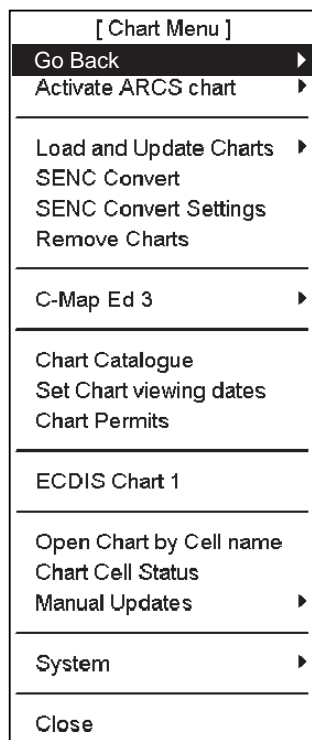 [ Chart Menu ]
Go Back
Activate ARCS chart
Load and Update Charts
SENC Convert
SENC Convert Settings
Remove Charts
C-Map Ed 3
Chart Catalogue
Set Chart viewing dates
Chart Permits
ECDIS Chart 1
Open Chart by Cell name
Chart Cell Status
Manual Updates
System
Close